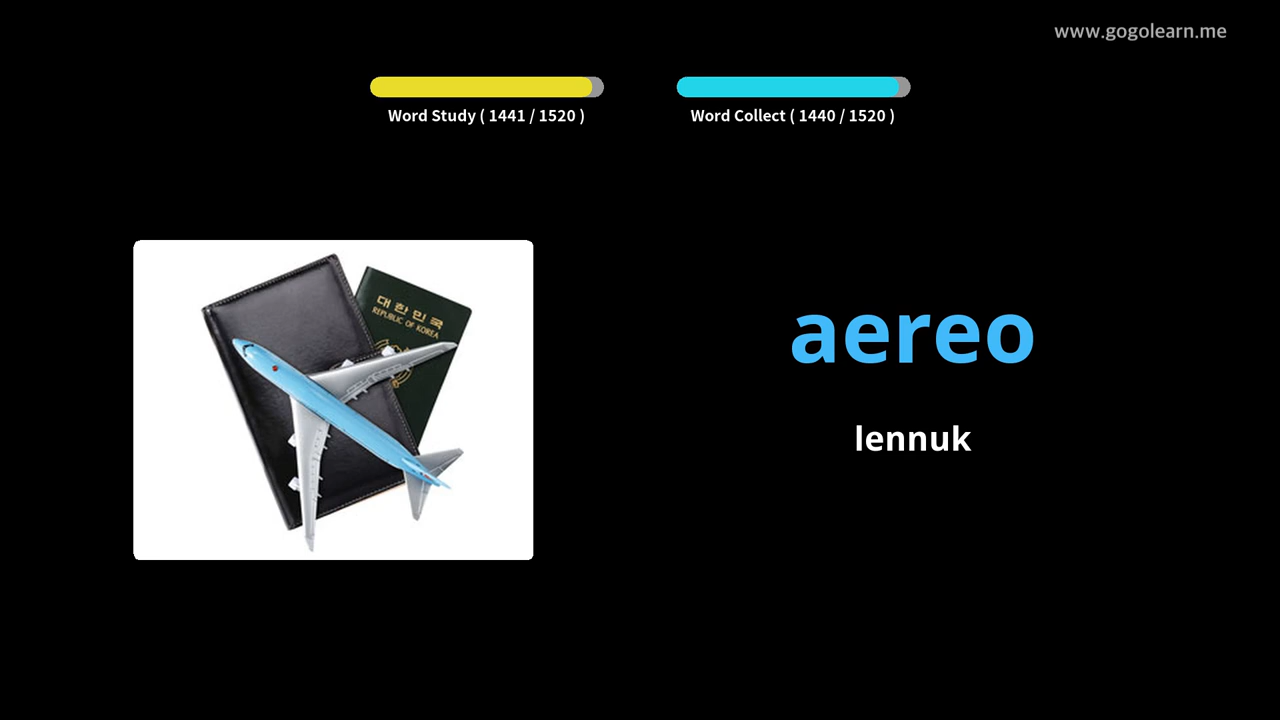 www.gogolearn.me
Word Study ( 1441 / 1520 )
Word Collect ( 1440 / 1520 )
대한민국
REPUBLIC OF KOREA
aereo
lennuk